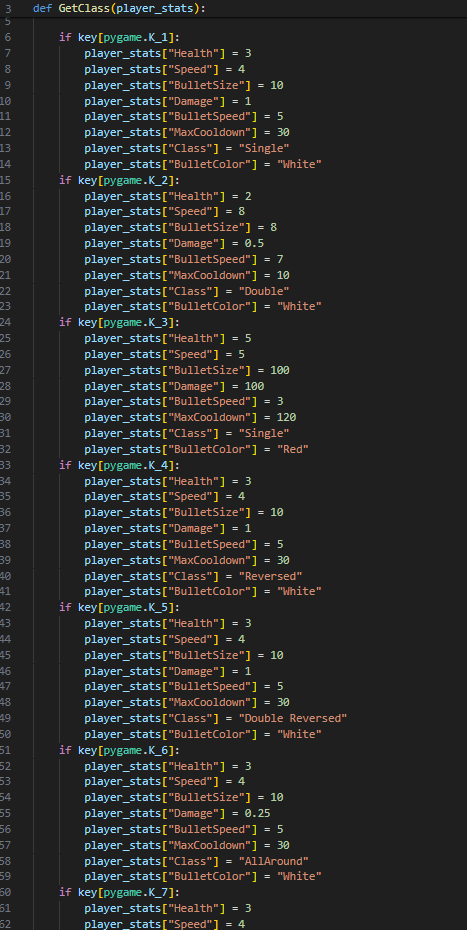 3 def GetClass(player_stats):
5
6 if key[pygame.K_1]:
7 player_stats["Health"] = 3
8 player_stats["Speed"] = 4
9 player_stats["BulletSize"] = 10
10 player_stats["Damage"] = 1
11 player_stats["BulletSpeed"] = 5
12 player_stats["MaxCooldown"] = 30
13 player_stats["Class"] = "Single"
14 player_stats["BulletColor"] = "White"
15 if key[pygame.K_2]:
16 player_stats["Health"] = 2
17 player_stats["Speed"] = 8
18 player_stats["BulletSize"] = 8
19 player_stats["Damage"] = 0.5
20 player_stats["BulletSpeed"] = 7
21 player_stats["MaxCooldown"] = 10
22 player_stats["Class"] = "Double"
23 player_stats["BulletColor"] = "White"
24 if key[pygame.K_3]:
25 player_stats["Health"] = 5
26 player_stats["Speed"] = 5
27 player_stats["BulletSize"] = 100
28 player_stats["Damage"] = 100
29 player_stats["BulletSpeed"] = 3
30 player_stats["MaxCooldown"] = 120
31 player_stats["Class"] = "Single"
32 player_stats["BulletColor"] = "Red"
33 if key[pygame.K_4]:
34 player_stats["Health"] = 3
35 player_stats["Speed"] = 4
36 player_stats["BulletSize"] = 10
37 player_stats["Damage"] = 1
38 player_stats["BulletSpeed"] = 5
39 player_stats["MaxCooldown"] = 30
40 player_stats["Class"] = "Reversed"
41 player_stats["BulletColor"] = "White"
42 if key[pygame.K_5]:
43 player_stats["Health"] = 3
44 player_stats["Speed"] = 4
45 player_stats["BulletSize"] = 10
46 player_stats["Damage"] = 1
47 player_stats["BulletSpeed"] = 5
48 player_stats["MaxCooldown"] = 30
49 player_stats["Class"] = "Double Reversed"
50 player_stats["BulletColor"] = "White"
51 if key[pygame.K_6]:
52 player_stats["Health"] = 3
53 player_stats["Speed"] = 4
54 player_stats["BulletSize"] = 10
55 player_stats["Damage"] = 0.25
56 player_stats["BulletSpeed"] = 5
57 player_stats["MaxCooldown"] = 30
58 player_stats["Class"] = "AllAround"
59 player_stats["BulletColor"] = "White"
60 if key[pygame.K_7]:
61 player_stats["Health"] = 3
62 player_stats["Speed"] = 4